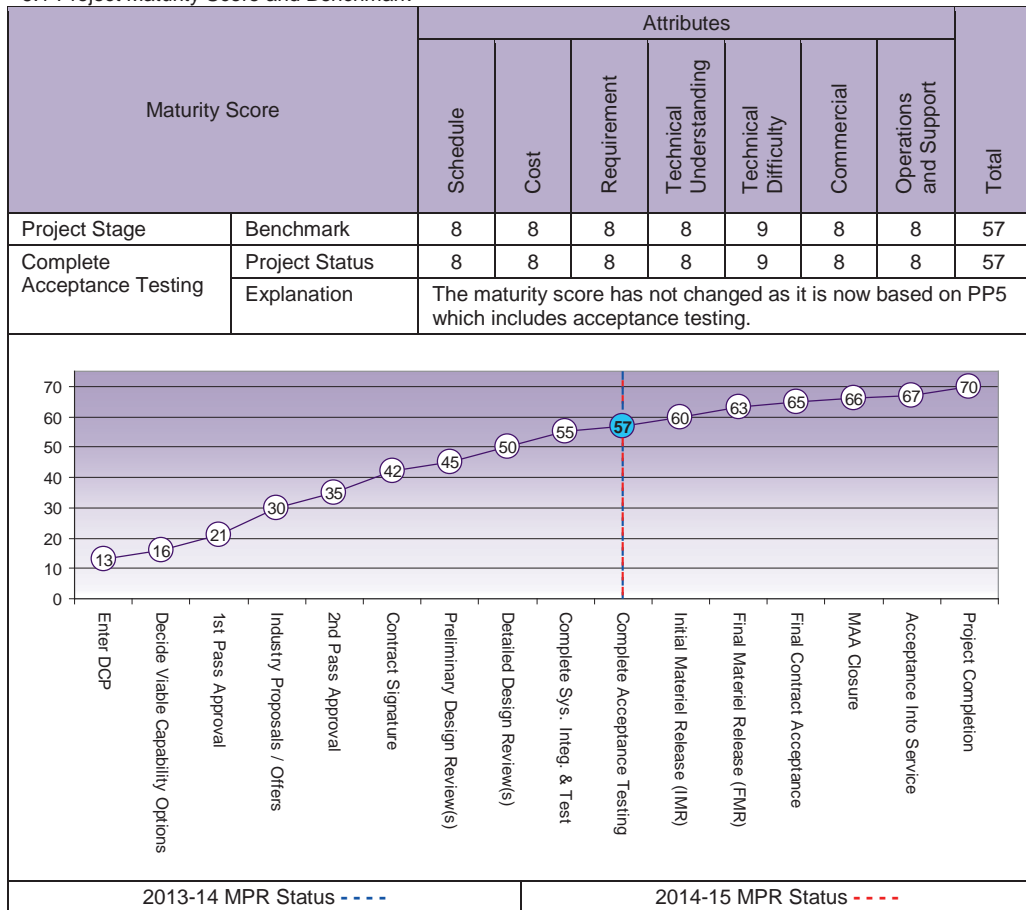 Maturity Score
Attributes
Schedule
Cost
Requirement
Technical
Understanding
Technical
Difficulty
Commercial
Operations
and Support
Total
Project Stage Benchmark 8 8 8 8 9 8 8 57
Complete
Acceptance Testing
Project Status 8 8 8 8 9 8 8 57
Explanation
The maturity score has not changed as it is now based on PP5
which includes acceptance testing.
70
60
50
40
30
20
10
0
13
16
21
30
35
42
45
50
55
57
60
63
65
66
67
70
Enter DCP
Decide Viable Capability Options
1st Pass Approval
Industry Proposals / Offers
2nd Pass Approval
Contract Signature
Preliminary Design Review(s)
Detailed Design Review(s)
Complete Sys. Integ. & Test
Complete Acceptance Testing
Initial Materiel Release (IMR)
Final Materiel Release (FMR)
Final Contract Acceptance
MAA Closure
Acceptance Into Service
Project Completion
2013-14 MPR Status - - - - 2014-15 MPR Status - - - -